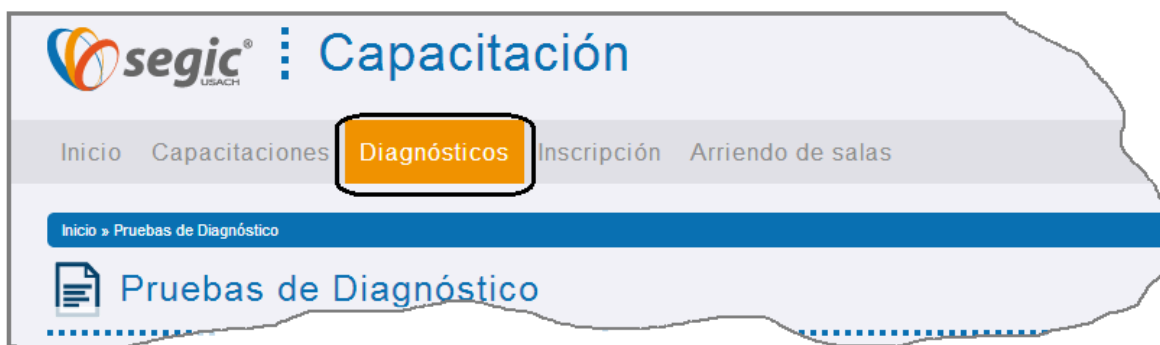 segic® Capacitación
USACH
Inicio Capacitaciones Diagnósticos Inscripción Arriendo de salas
Inicio » Pruebas de Diagnóstico
Pruebas de Diagnóstico